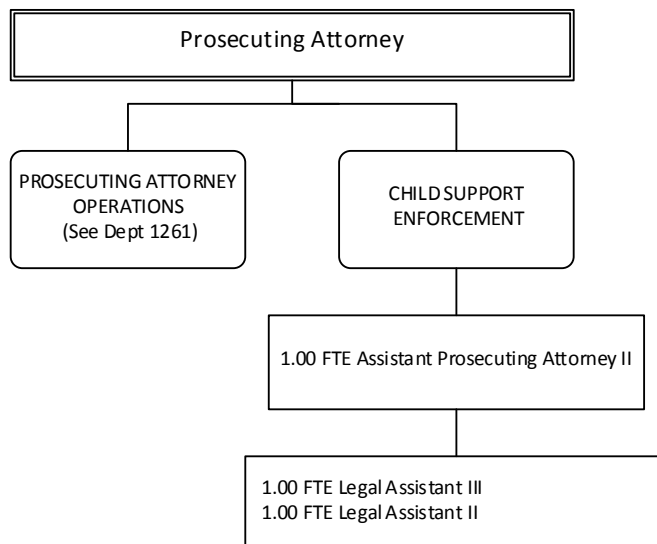 Prosecuting Attorney
PROSECUTING ATTORNEY
OPERATIONS
(See Dept 1261)
CHILD SUPPORT
ENFORCEMENT
1.00 FTE Assistant Prosecuting Attorney II
1.00 FTE Legal Assistant III
1.00 FTE Legal Assistant II